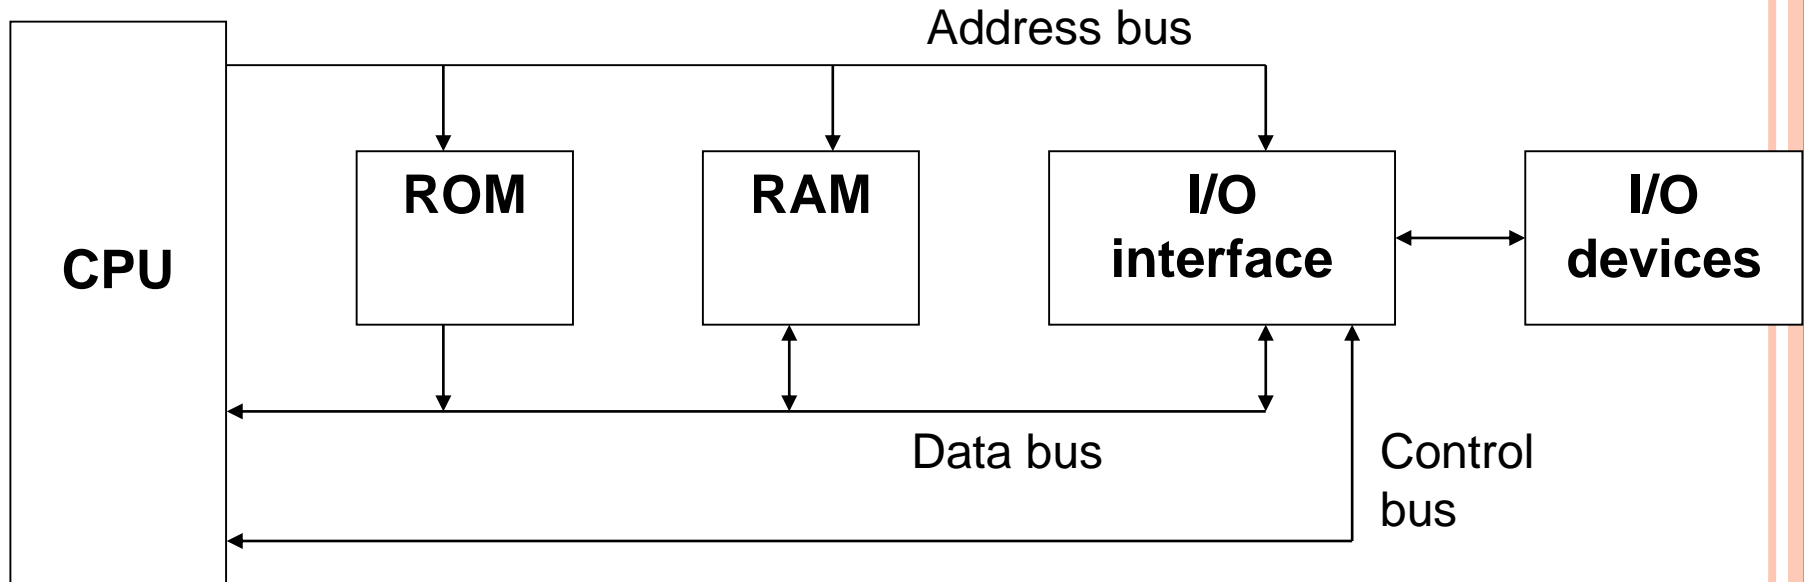 Address bus
CPU
ROM
RAM
I/O
interface
I/O
devices
Data bus
Control
bus